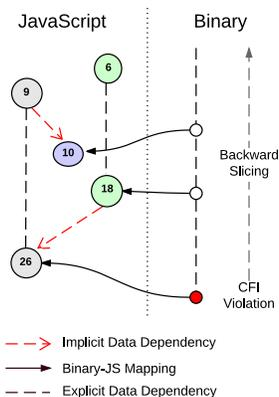 JavaScript
Binary
6
9
10
18
26
Backward
Slicing
CFI
Violation
Implicit Data Dependency
Binary-JS Mapping
Explicit Data Dependency